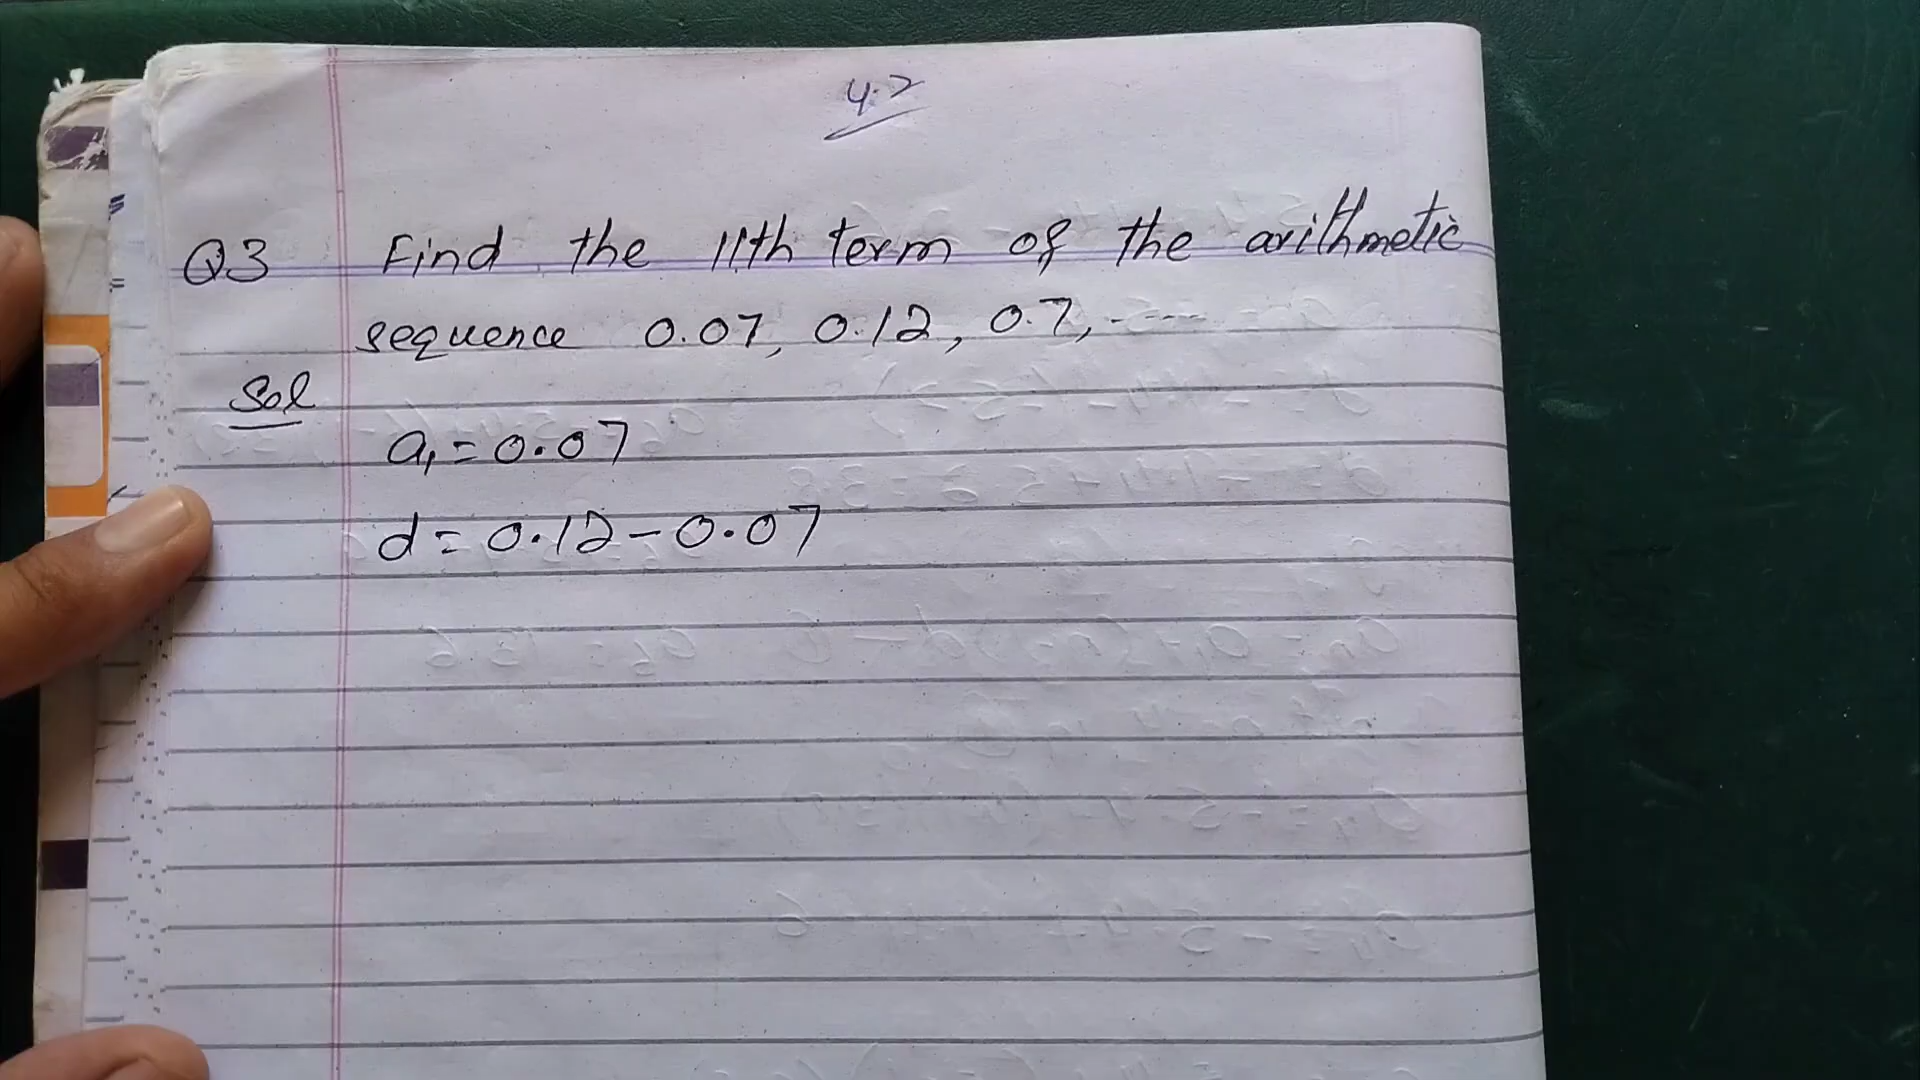 4.2
Q3 Find the 11th term of the arithmetic
sequence 0.07, 0.12, 0.7, -----
Sol
a₁ = 0.07
d = 0.12 - 0.07